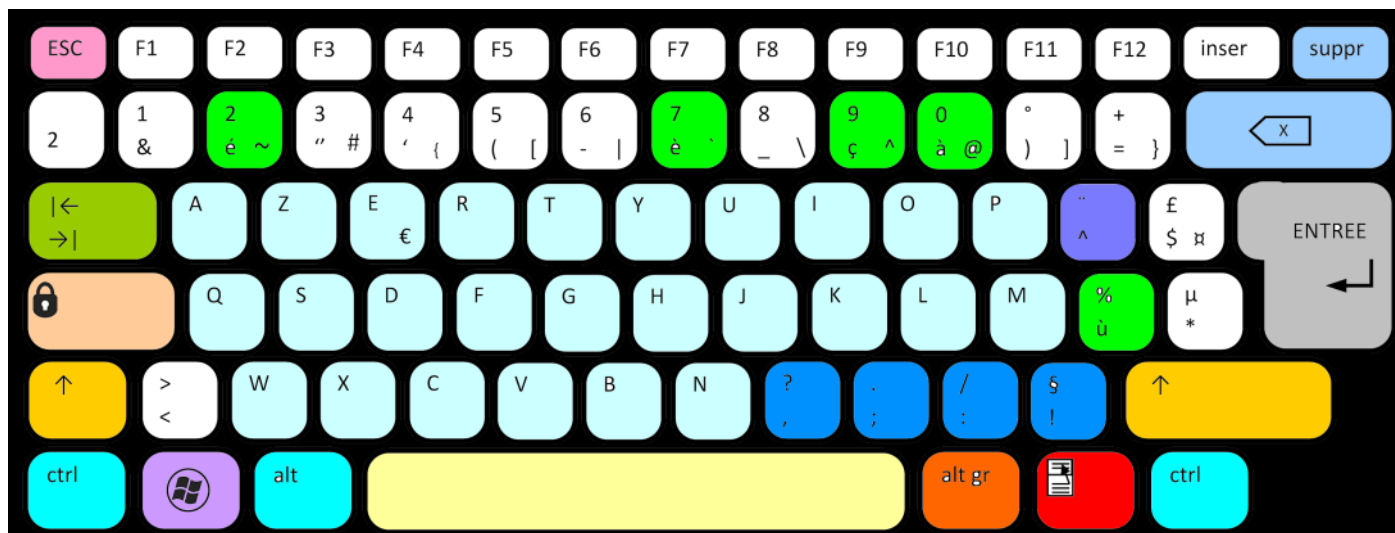 ESC F1 F2 F3 F4 F5 F6 F7 F8 F9 F10 F11 F12 inser suppr
1 2 3 4 5 6 7 8 9 0 ° +
2 & é ~ " # ' { ( [ - | è ` _ \ ç ^ à @ ) ] = } X
|← A Z E R T Y U I O P ¨ £
→| € ^ $ ¤ ENTREE
Q S D F G H J K L M % µ
ù *
↑ > W X C V B N ? . / § ↑
< , ; : !
ctrl alt alt gr ctrl